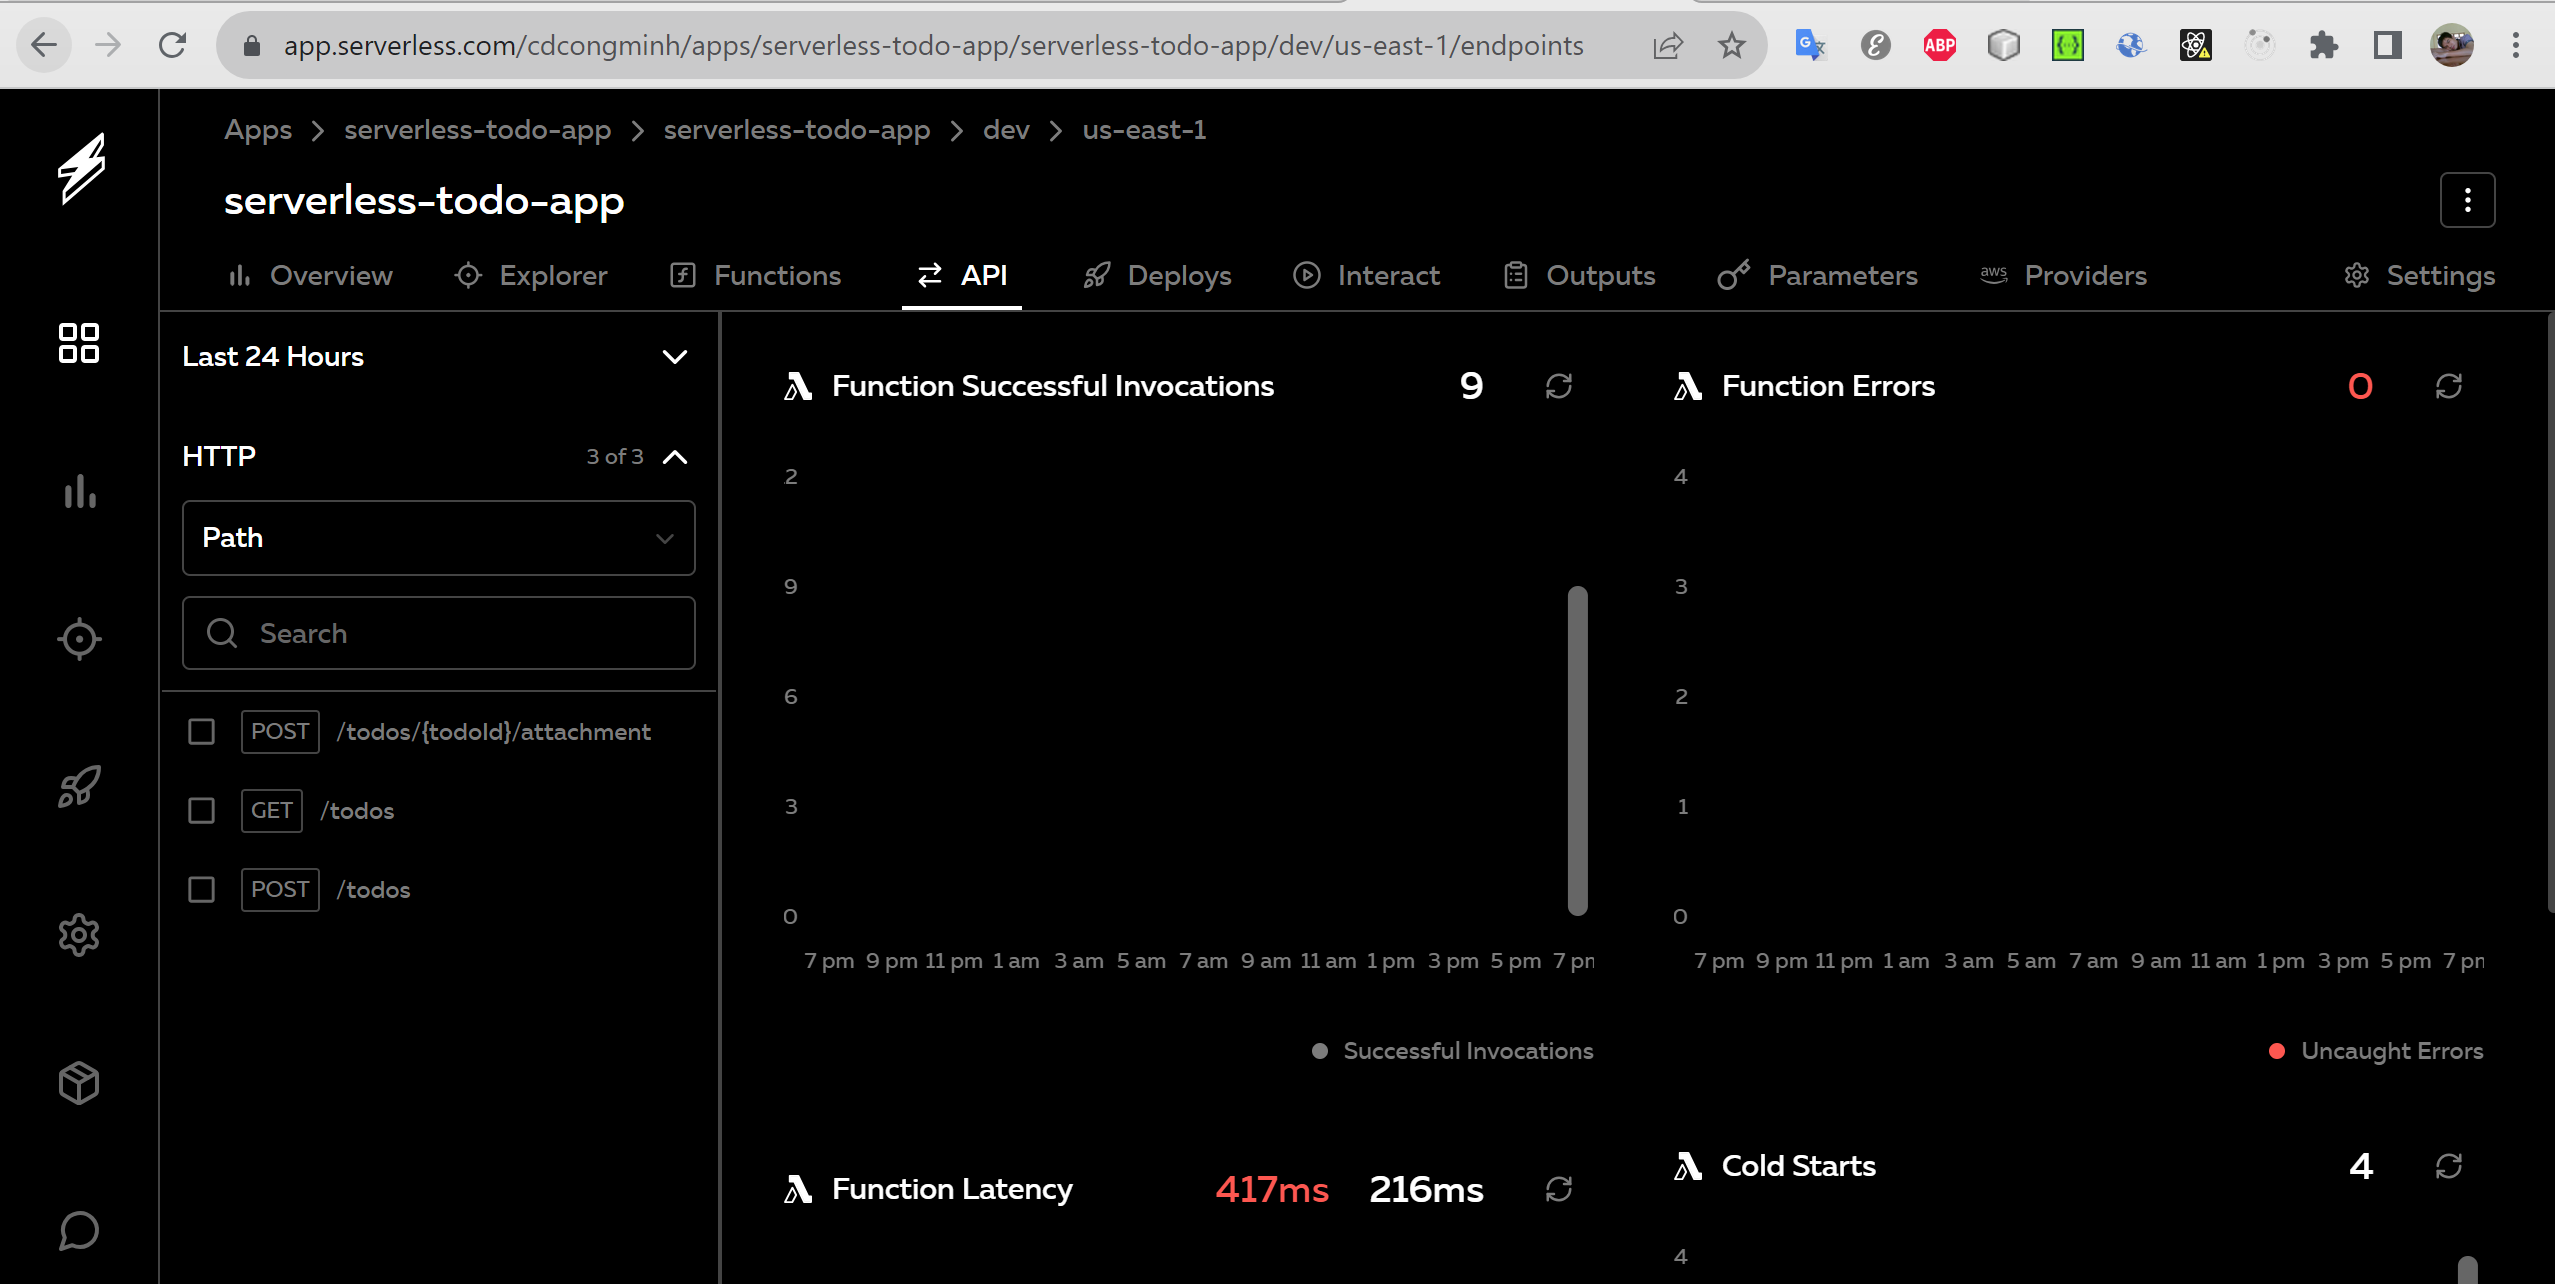 app.serverless.com/cdcongminh/apps/serverless-todo-app/serverless-todo-app/dev/us-east-1/endpoints
ABP
Apps > serverless-todo-app > serverless-todo-app > dev > us-east-1
serverless-todo-app
Overview Explorer Functions API Deploys Interact Outputs Parameters aws Providers Settings
Last 24 Hours
HTTP 3 of 3
Path
Search
POST /todos/{todoId}/attachment
GET /todos
POST /todos
Function Successful Invocations 9
2
9
6
3
0
7 pm 9 pm 11 pm 1 am 3 am 5 am 7 am 9 am 11 am 1 pm 3 pm 5 pm 7 pm
Successful Invocations
Function Errors 0
4
3
2
1
0
7 pm 9 pm 11 pm 1 am 3 am 5 am 7 am 9 am 11 am 1 pm 3 pm 5 pm 7 pm
Uncaught Errors
Function Latency 417ms 216ms
Cold Starts 4
4